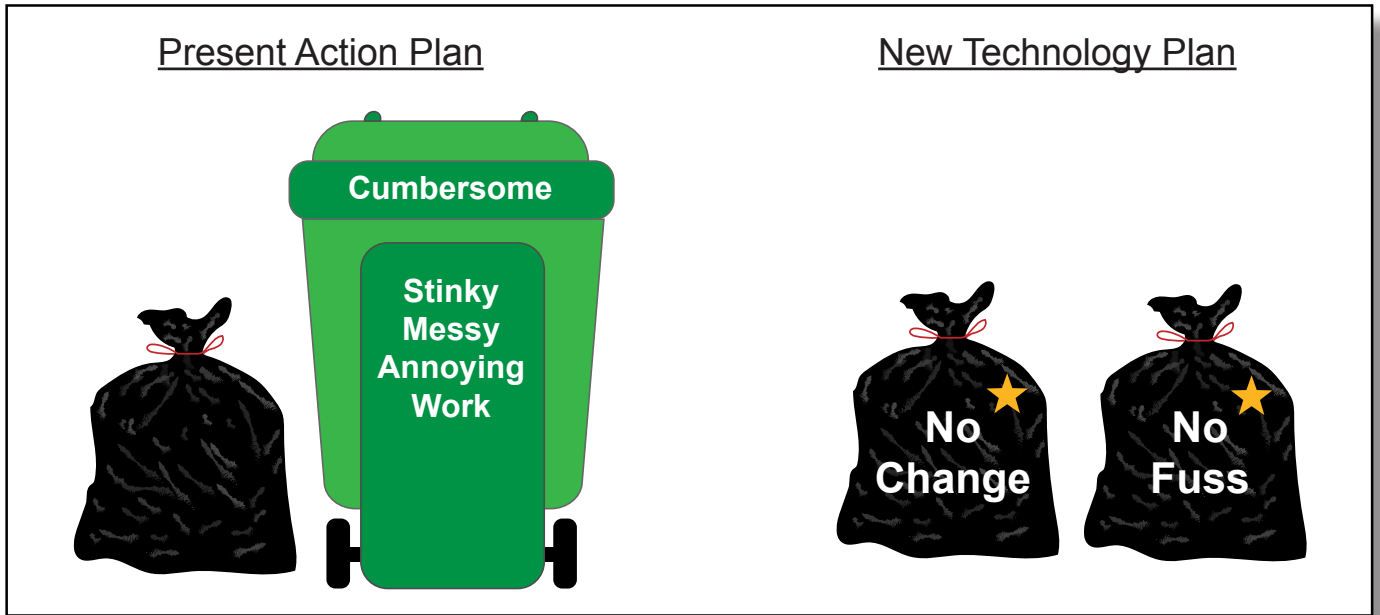 Present Action Plan
New Technology Plan
Cumbersome
Stinky
Messy
Annoying
Work
No
Change
No
Fuss